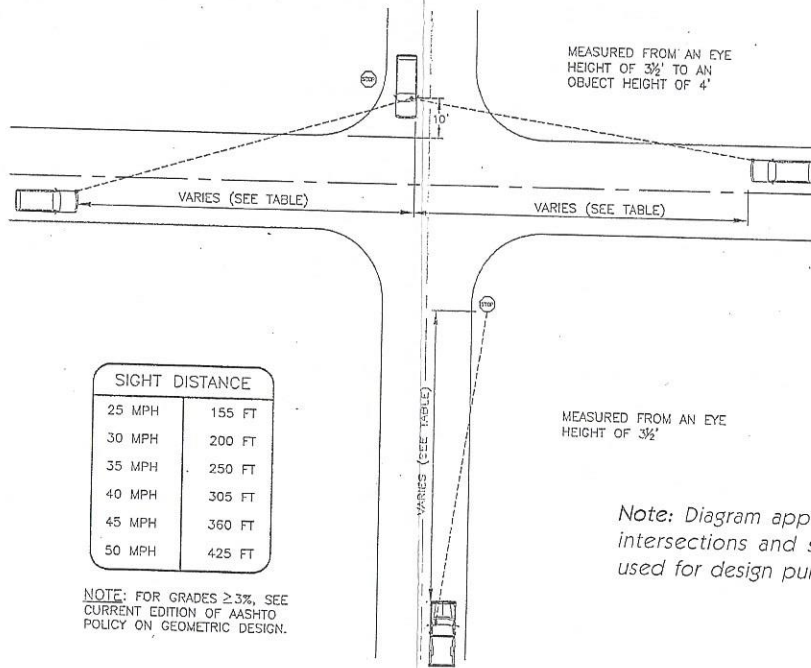 MEASURED FROM AN EYE
HEIGHT OF 3½' TO AN
OBJECT HEIGHT OF 4'
STOP
10'
VARIES (SEE TABLE)
VARIES (SEE TABLE)
STOP
VARIES (SEE TABLE)
SIGHT DISTANCE
25 MPH 155 FT
30 MPH 200 FT
35 MPH 250 FT
40 MPH 305 FT
45 MPH 360 FT
50 MPH 425 FT
NOTE: FOR GRADES ≥3%, SEE
CURRENT EDITION OF AASHTO
POLICY ON GEOMETRIC DESIGN.
MEASURED FROM AN EYE
HEIGHT OF 3½'
Note: Diagram app
intersections and s
used for design pu